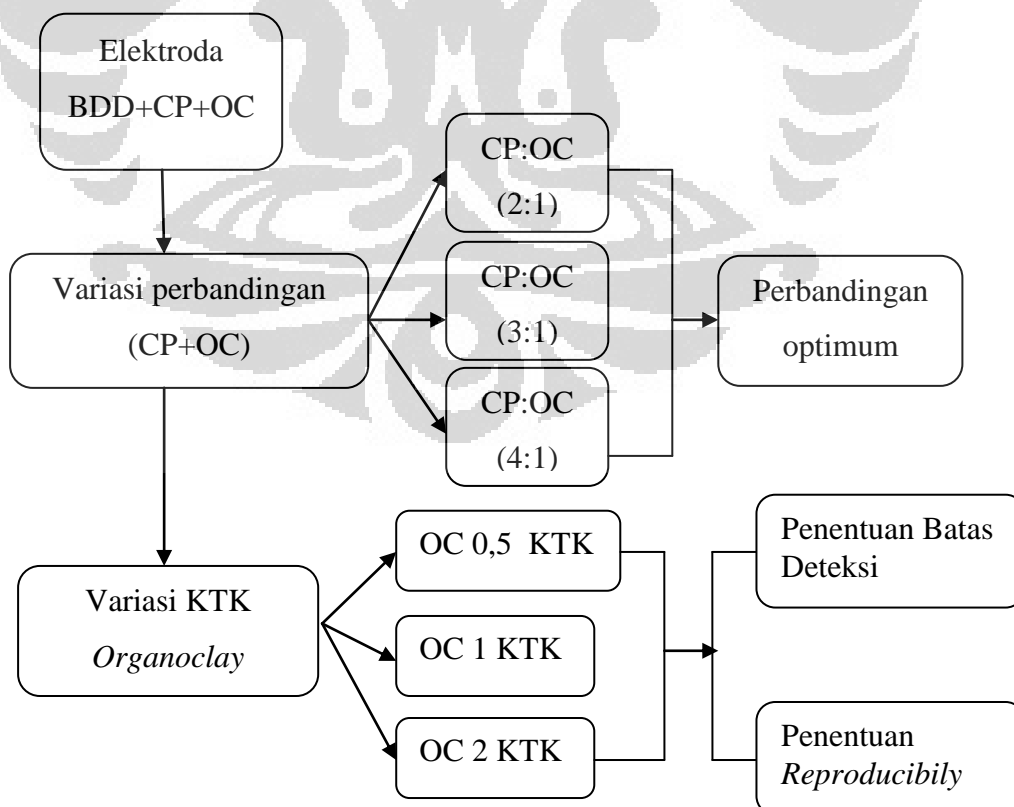 Elektroda
BDD+CP+OC
Variasi perbandingan
(CP+OC)
CP:OC
(2:1)
CP:OC
(3:1)
CP:OC
(4:1)
Perbandingan
optimum
Variasi KTK
Organoclay
OC 0,5 KTK
OC 1 KTK
OC 2 KTK
Penentuan Batas
Deteksi
Penentuan
Reproducibily